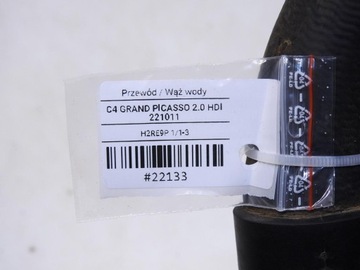 Przewód / Wąż wody
C4 GRAND PICASSO 2.0 HDI
221011
H2RE9P 1/1-3
#22133